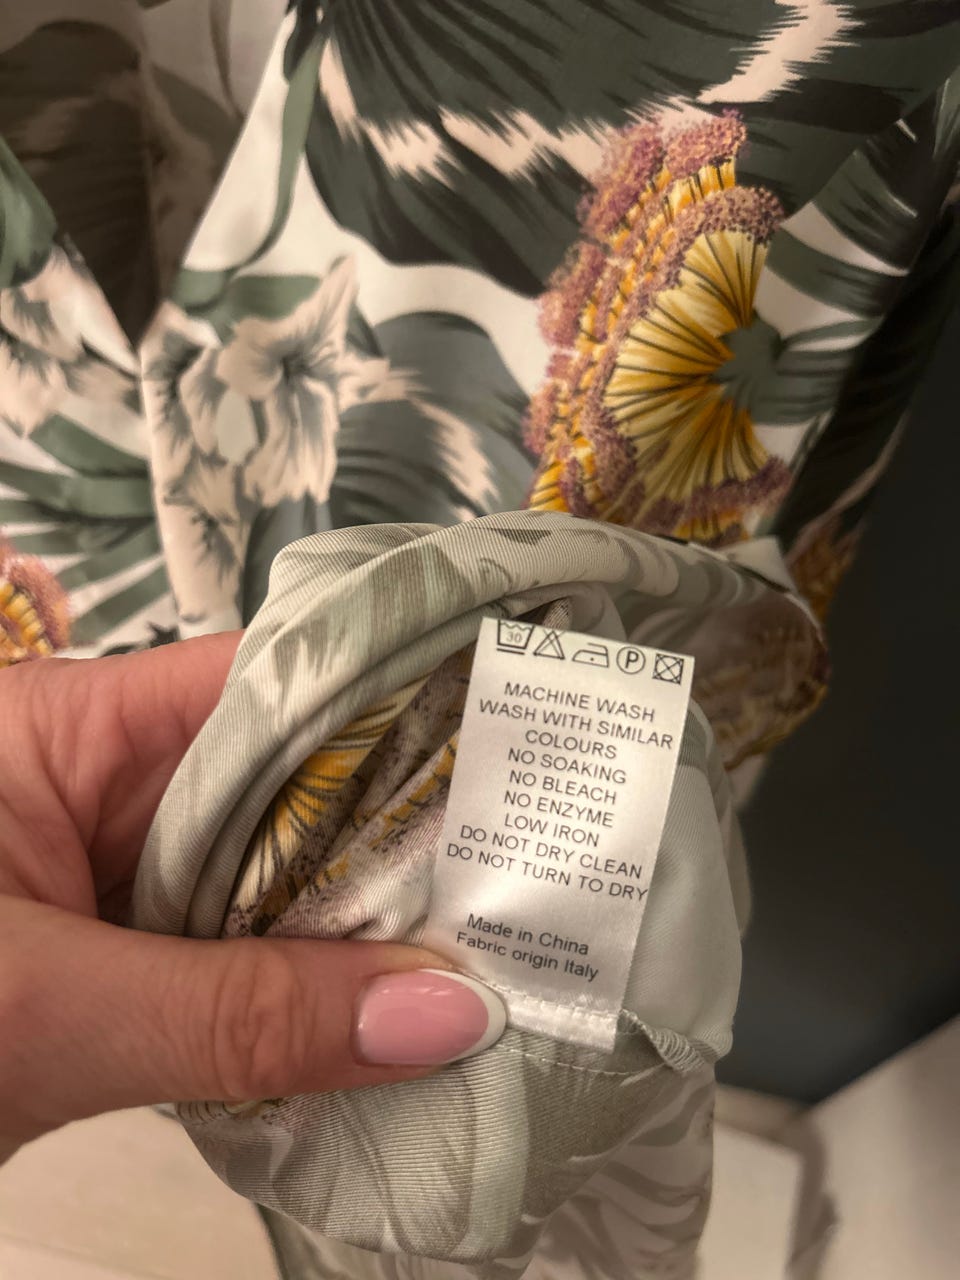 30 P
MACHINE WASH
WASH WITH SIMILAR
COLOURS
NO SOAKING
NO BLEACH
NO ENZYME
LOW IRON
DO NOT DRY CLEAN
DO NOT TURN TO DRY
Made in China
Fabric origin Italy